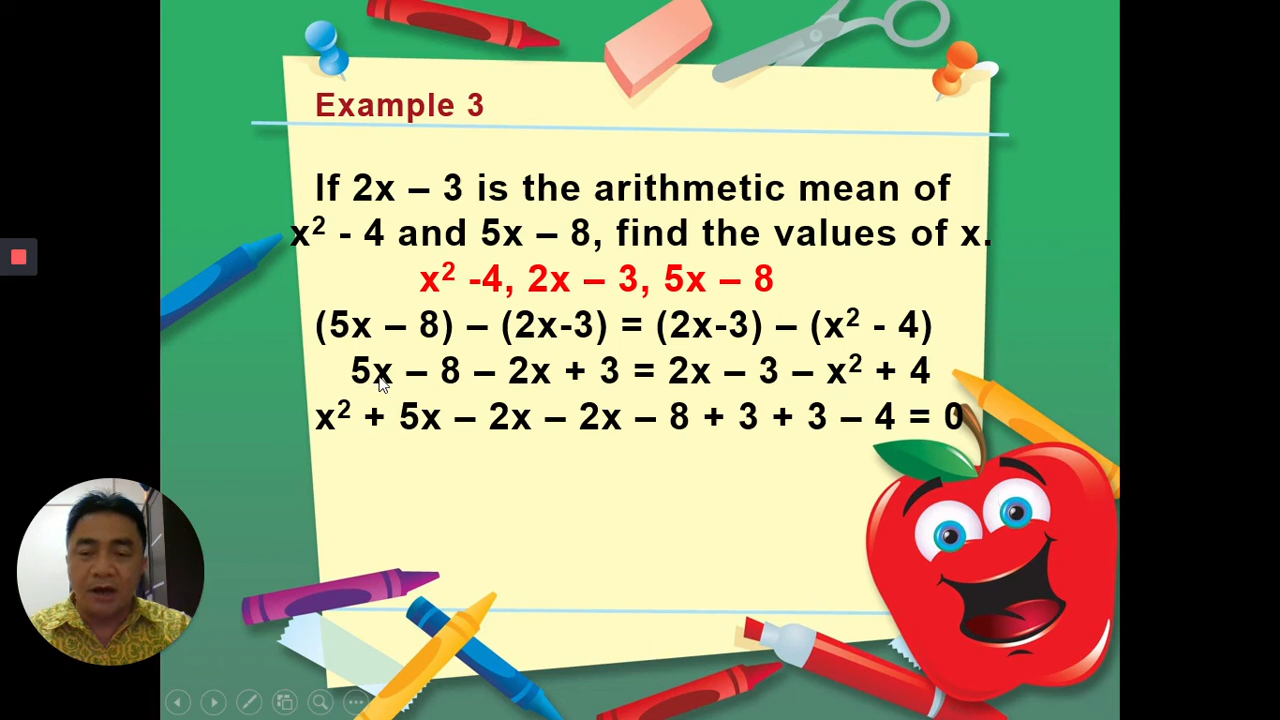 Example 3
If 2x – 3 is the arithmetic mean of
x² - 4 and 5x – 8, find the values of x.
x² -4, 2x – 3, 5x – 8
(5x – 8) – (2x-3) = (2x-3) – (x² - 4)
5x – 8 – 2x + 3 = 2x – 3 – x² + 4
x² + 5x – 2x – 2x – 8 + 3 + 3 – 4 = 0